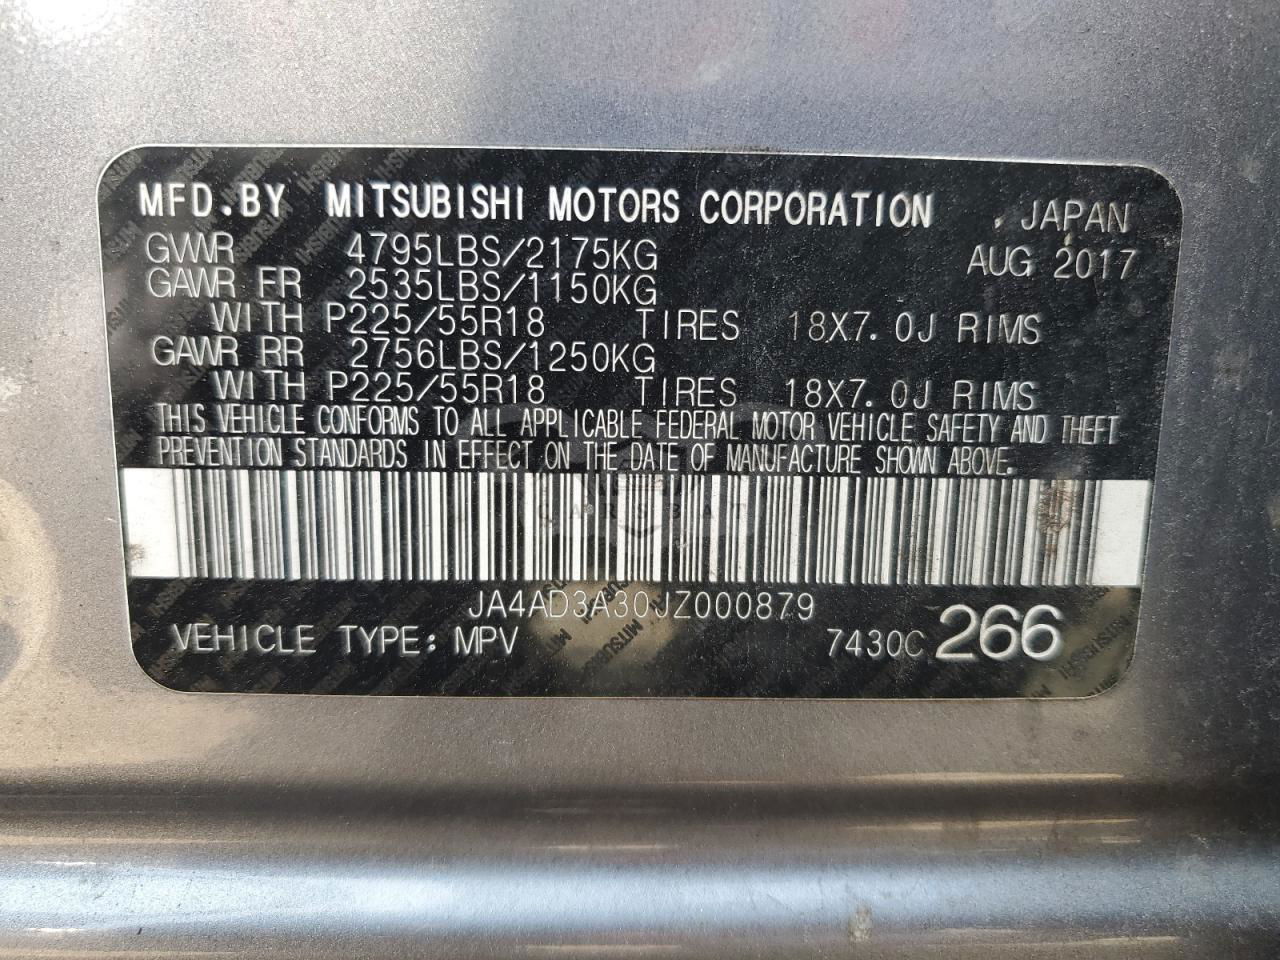 MFD.BY MITSUBISHI MOTORS CORPORATION JAPAN
GVWR 4795LBS/2175KG AUG 2017
GAWR FR 2535LBS/1150KG
WITH P225/55R18 TIRES 18X7.0J RIMS
GAWR RR 2756LBS/1250KG
WITH P225/55R18 TIRES 18X7.0J RIMS
THIS VEHICLE CONFORMS TO ALL APPLICABLE FEDERAL MOTOR VEHICLE SAFETY AND THEFT
PREVENTION STANDARDS IN EFFECT ON THE DATE OF MANUFACTURE SHOWN ABOVE.
JA4AD3A30JZ000879
VEHICLE TYPE: MPV 7430C 266